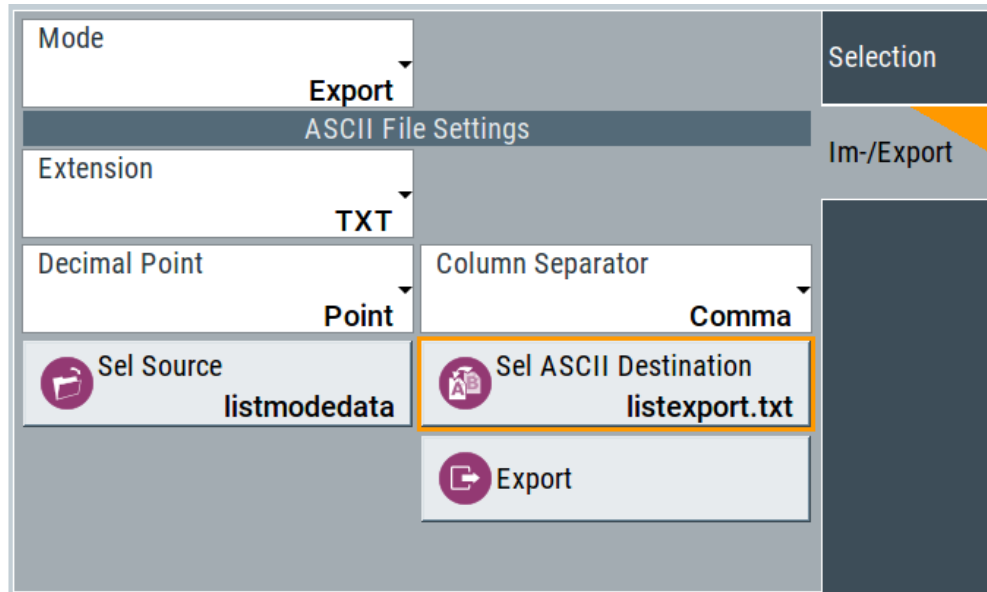 Mode
Export
Selection
ASCII File Settings
Im-/Export
Extension
TXT
Decimal Point
Point
Column Separator
Comma
Sel Source
listmodedata
A B
Sel ASCII Destination
listexport.txt
Export